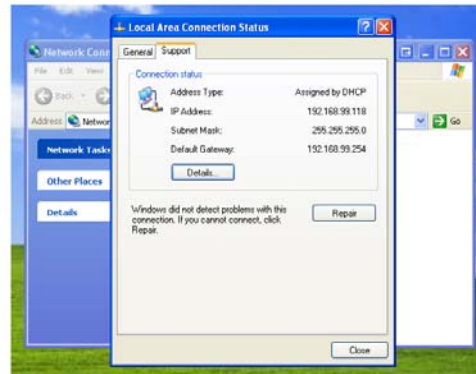 Local Area Connection Status
Network Conn
General Support
File Edit View
Connection status
Back
Address Type: Assigned by DHCP
IP Address: 192.168.99.118
Address Networ Go
Subnet Mask: 255.255.255.0
Default Gateway: 192.168.99.254
Network Tasks
Details...
Other Places
Windows did not detect problems with this
connection. If you cannot connect, click
Repair.
Repair
Details
Close